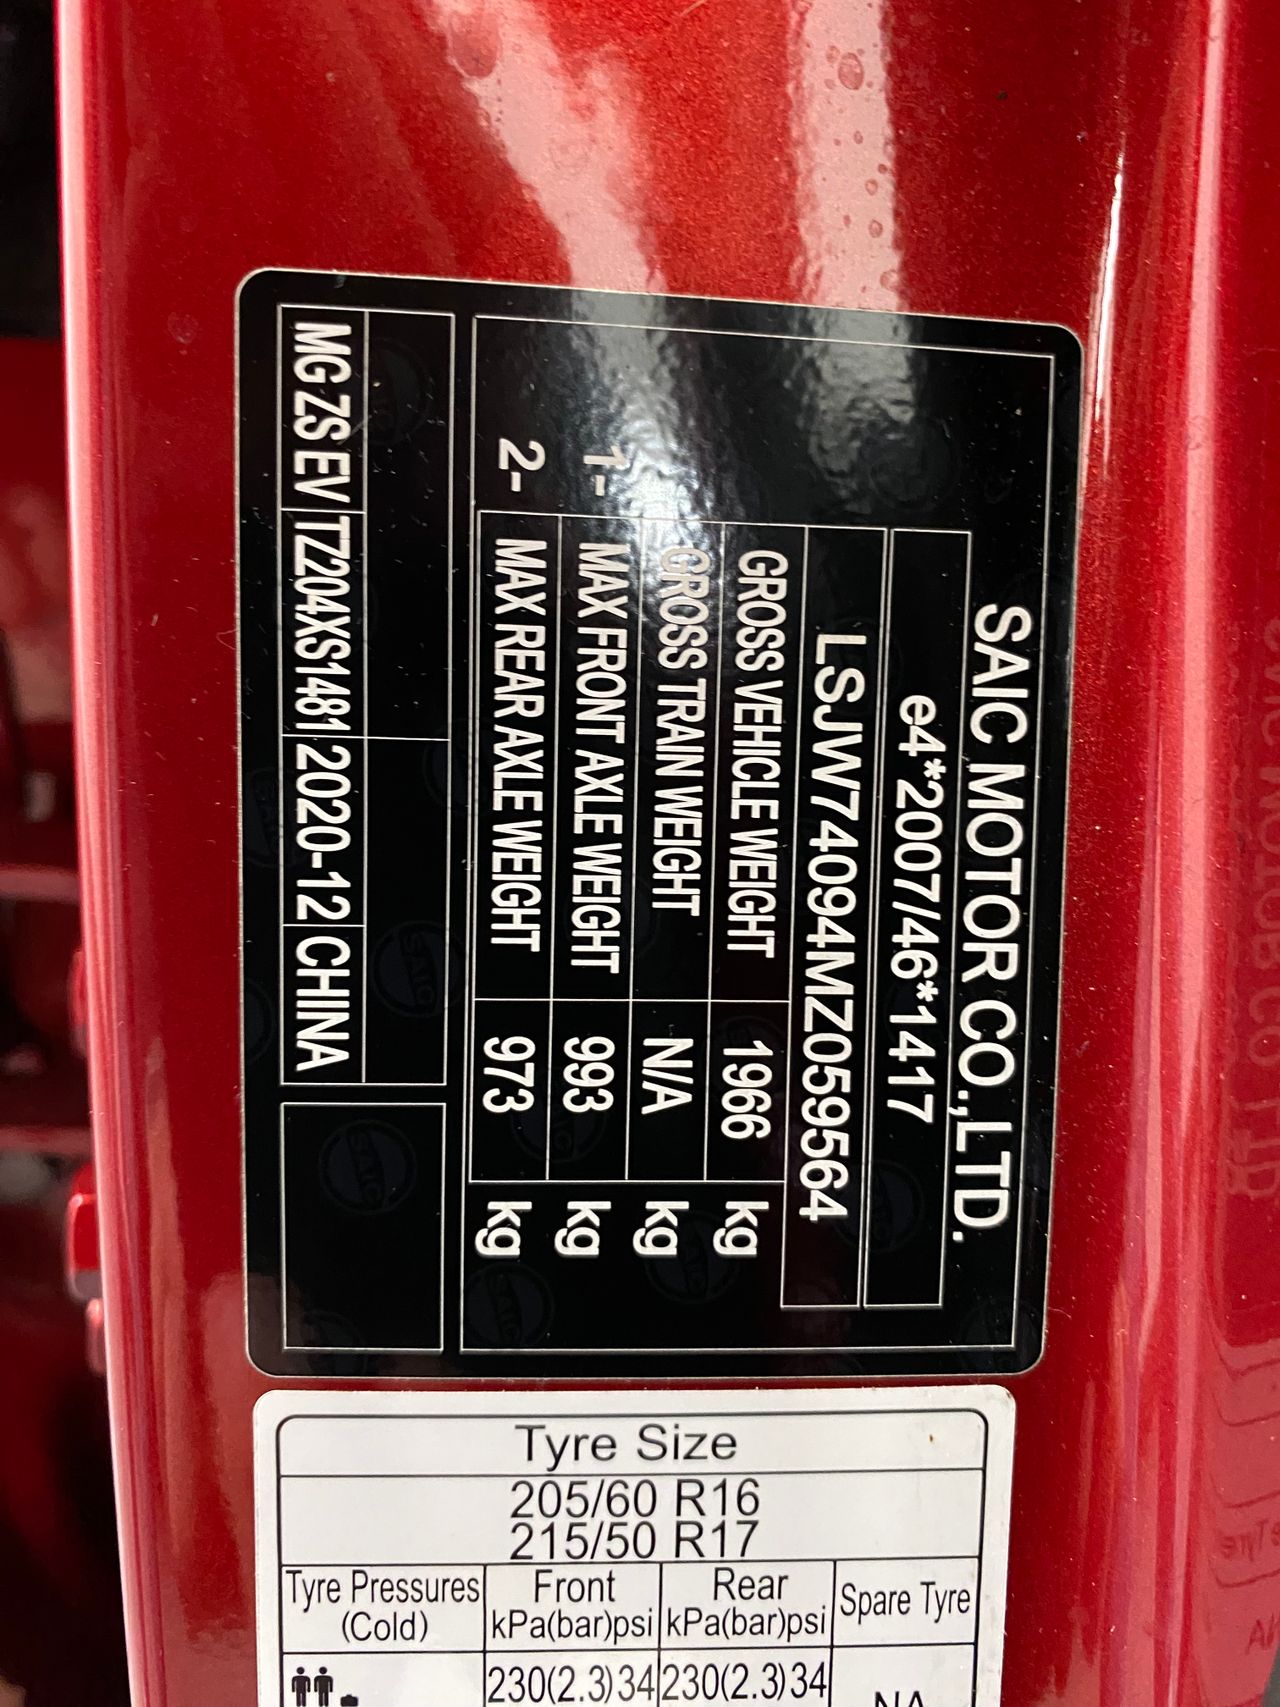 SAIC MOTOR CO.,LTD.
e4*2007/46*1417
LSJW74094MZ059564
GROSS VEHICLE WEIGHT 1966 kg
GROSS TRAIN WEIGHT N/A kg
1- MAX FRONT AXLE WEIGHT 993 kg
2- MAX REAR AXLE WEIGHT 973 kg
MG ZS EV TZ204XS1481 2020-12 CHINA
Tyre Size
205/60 R16
215/50 R17
Tyre Pressures Front Rear Spare Tyre
(Cold) kPa(bar)psi kPa(bar)psi
230(2.3)34 230(2.3)34
NA